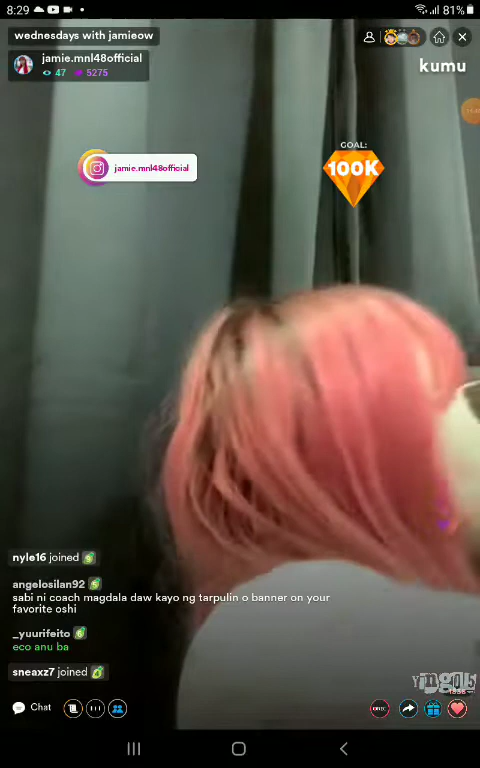 8:29
81%
wednesdays with jamieow
jamie.mnl48official
47 5275
kumu
GOAL:
100K
jamie.mnl48official
nyle16 joined
angelosilan92
sabi ni coach magdala daw kayo ng tarpulin o banner on your
favorite oshi
_yuurifeito
eco anu ba
sneaxz7 joined
Chat